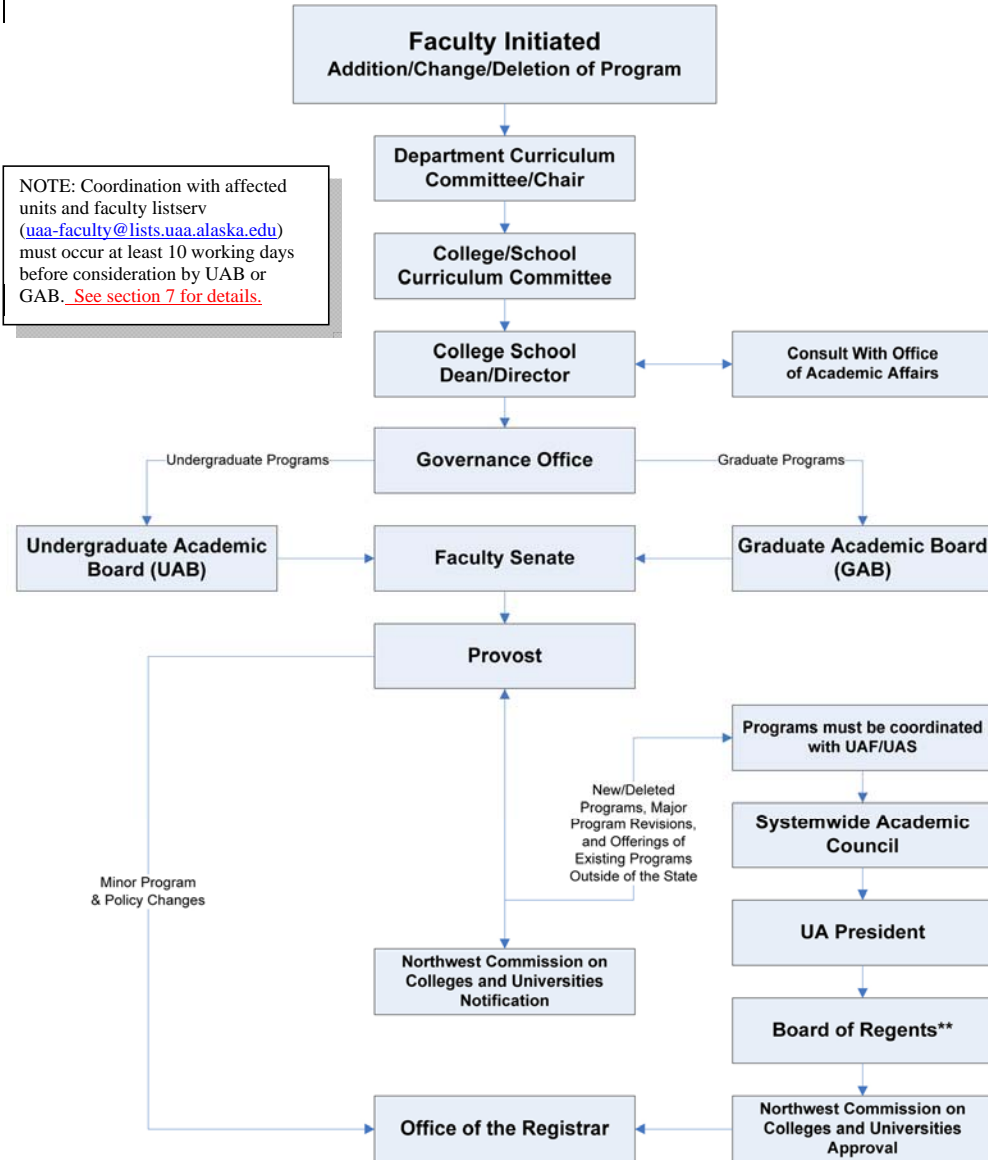 Faculty Initiated
Addition/Change/Deletion of Program
Department Curriculum
Committee/Chair
NOTE: Coordination with affected
units and faculty listserv
(uaa-faculty@lists.uaa.alaska.edu)
must occur at least 10 working days
before consideration by UAB or
GAB. See section 7 for details.
College/School
Curriculum Committee
College School
Dean/Director
Consult With Office
of Academic Affairs
Undergraduate Programs
Governance Office
Graduate Programs
Undergraduate Academic
Board (UAB)
Faculty Senate
Graduate Academic Board
(GAB)
Provost
Programs must be coordinated
with UAF/UAS
New/Deleted
Programs, Major
Program Revisions,
and Offerings of
Existing Programs
Outside of the State
Systemwide Academic
Council
Minor Program
& Policy Changes
UA President
Northwest Commission on
Colleges and Universities
Notification
Board of Regents**
Office of the Registrar
Northwest Commission on
Colleges and Universities
Approval